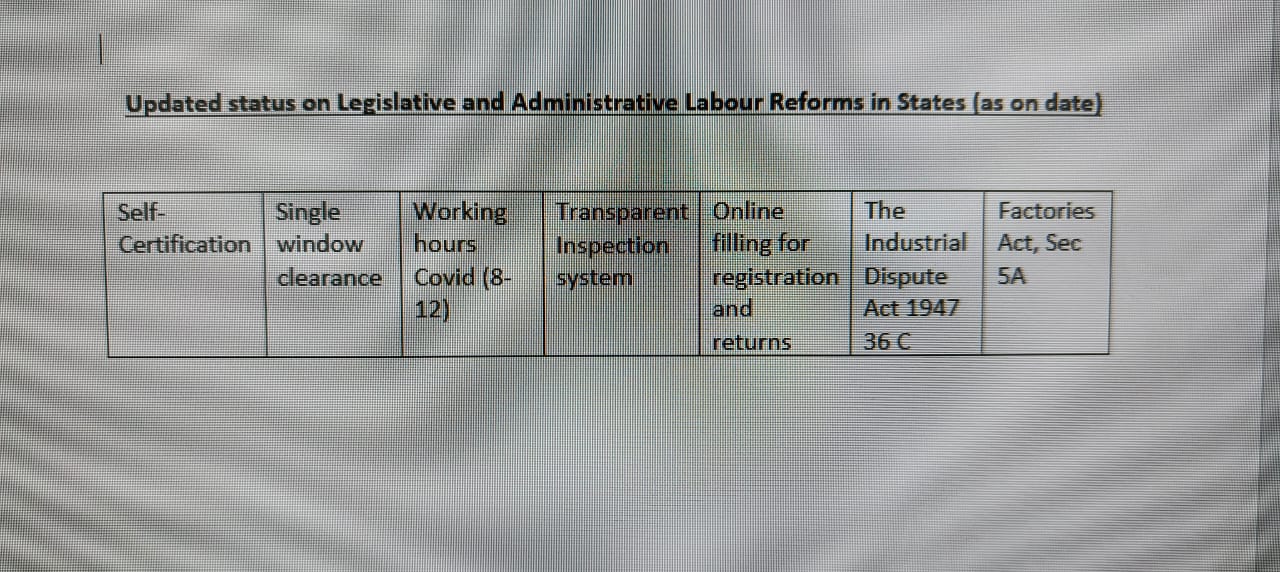 Updated status on Legislative and Administrative Labour Reforms in States (as on date)
Self-
Certification
Single
window
clearance
Working
hours
Covid (8-
12)
Transparent
Inspection
system
Online
filling for
registration
and
returns
The
Industrial
Dispute
Act 1947
36 C
Factories
Act, Sec
5A